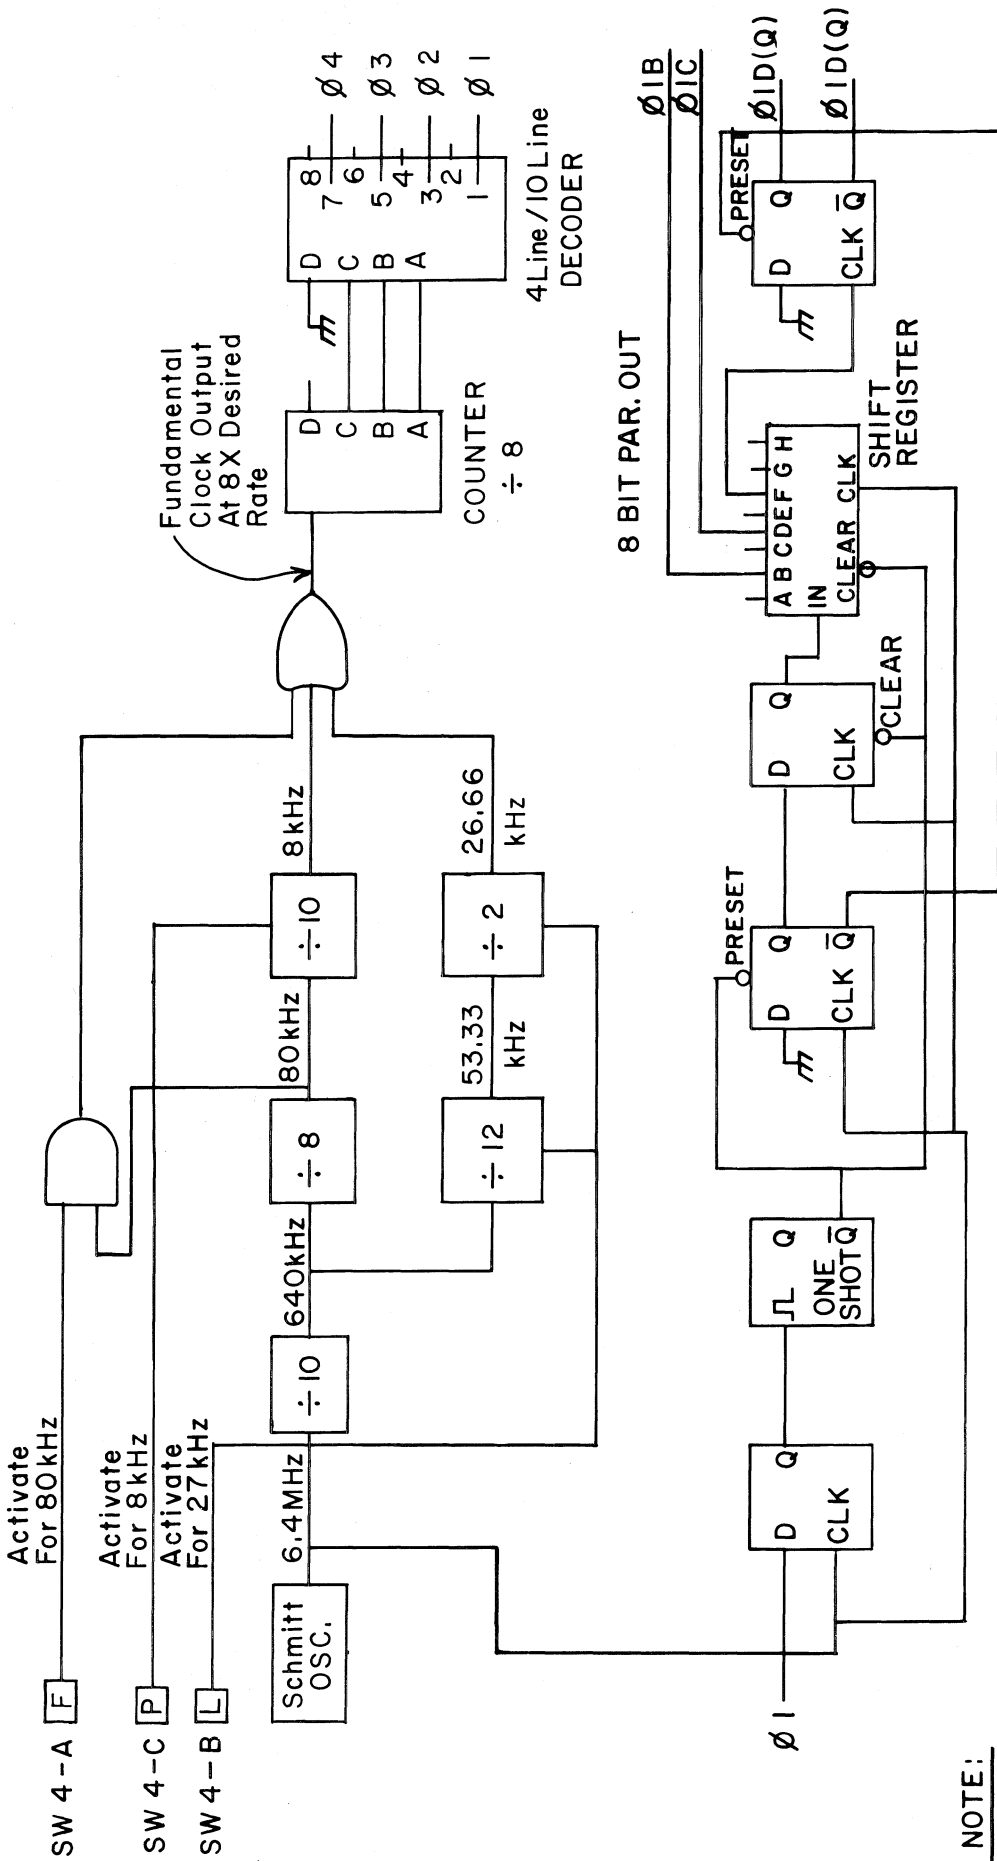 SW 4-A F
Activate
For 80kHz
SW 4-C P
Activate
For 8kHz
SW 4-B L
Activate
For 27kHz
Schmitt
OSC.
6.4MHz
÷10
640kHz
÷8
80kHz
÷10
8kHz
÷12
53.33
kHz
÷2
26.66
kHz
Fundamental
Clock Output
At 8X Desired
Rate
D
C
B
A
COUNTER
÷8
D
C
B
A
8
7
6
5
4
3
2
1
Ø4
Ø3
Ø2
Ø1
4Line/10Line
DECODER
Ø1
D Q
CLK
Q
ONE
SHOT Q̅
PRESET
D Q
CLK Q̅
D Q
CLK
CLEAR
8 BIT PAR. OUT
A B C D E F G H
IN
CLEAR CLK
SHIFT
REGISTER
PRESET
D Q
CLK Q̅
Ø1B
Ø1C
Ø1D(Q)
Ø1D(Q)
NOTE: